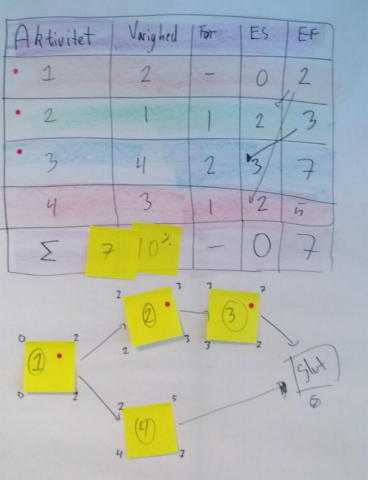 Aktivitet Varighed Før ES EF
1 2 - 0 2
2 1 1 2 3
3 4 2 3 7
4 3 1 2 5
Σ 7 10% - 0 7
2 3 3 7
2 3
0 2
1
2 3 3 7
Slut
0 2
2 5
4
4 7